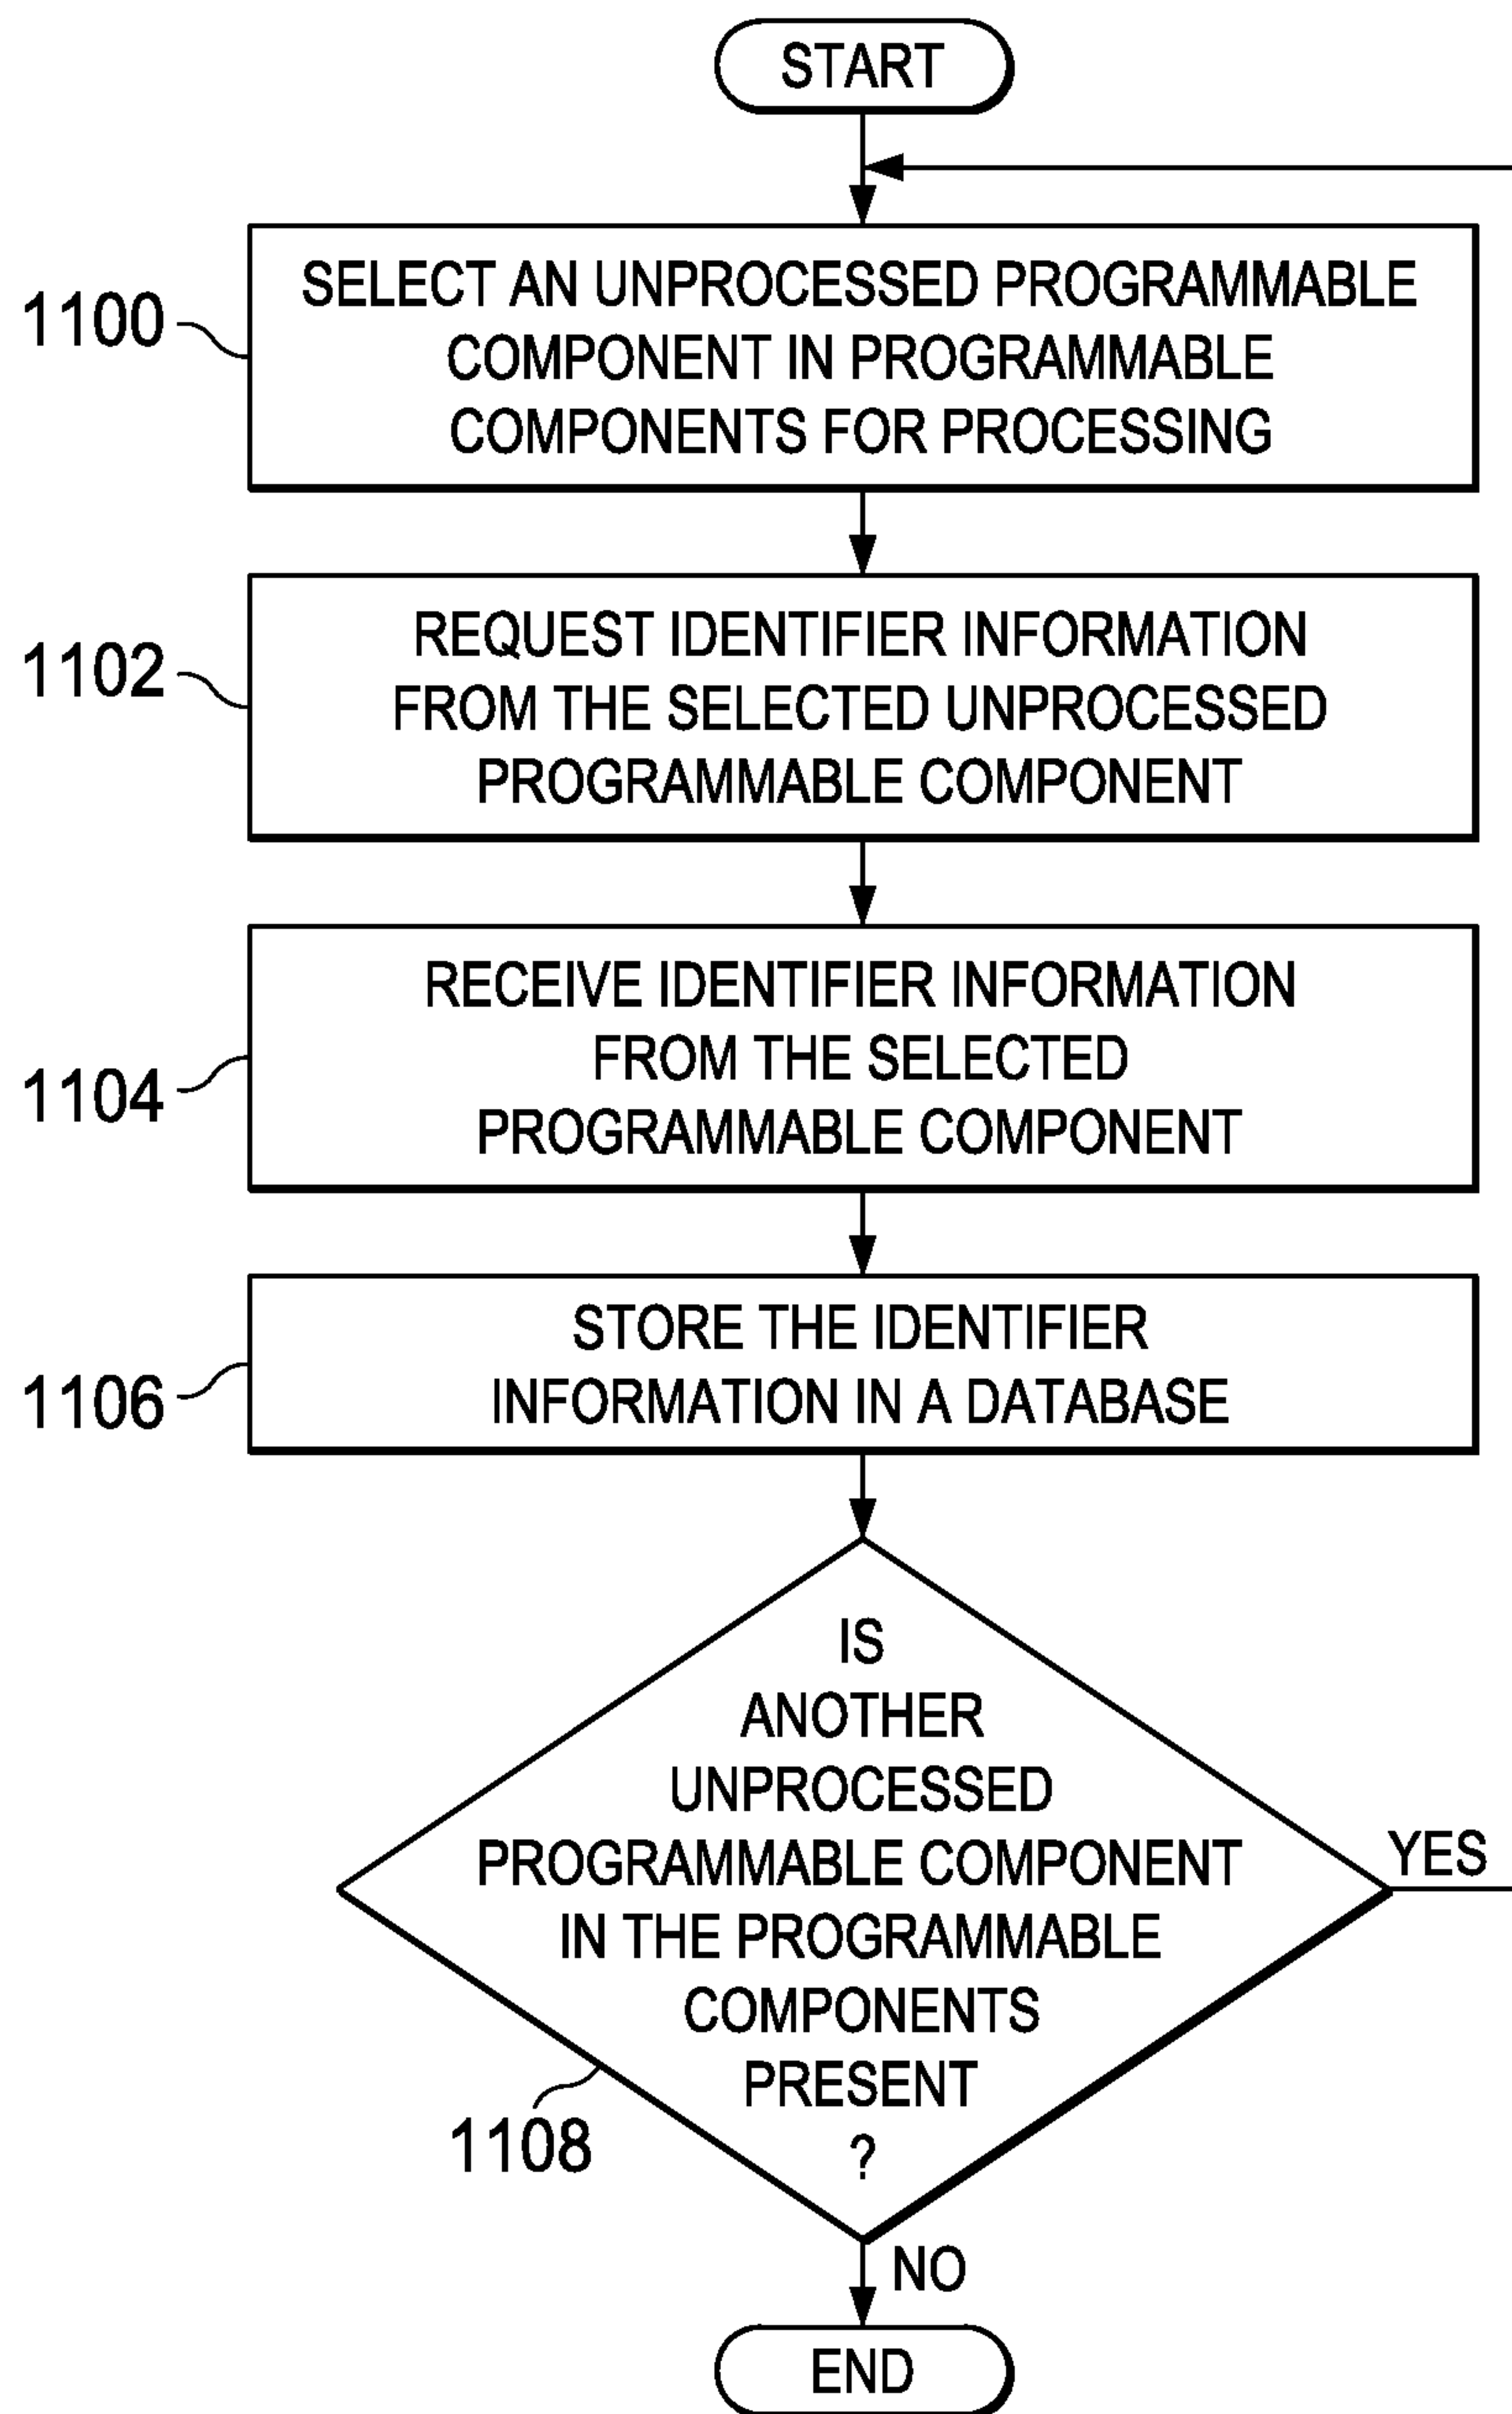 START
1100
SELECT AN UNPROCESSED PROGRAMMABLE
COMPONENT IN PROGRAMMABLE
COMPONENTS FOR PROCESSING
1102
REQUEST IDENTIFIER INFORMATION
FROM THE SELECTED UNPROCESSED
PROGRAMMABLE COMPONENT
1104
RECEIVE IDENTIFIER INFORMATION
FROM THE SELECTED
PROGRAMMABLE COMPONENT
1106
STORE THE IDENTIFIER
INFORMATION IN A DATABASE
IS
ANOTHER
UNPROCESSED
PROGRAMMABLE COMPONENT
IN THE PROGRAMMABLE
COMPONENTS
PRESENT
?
YES
1108
NO
END